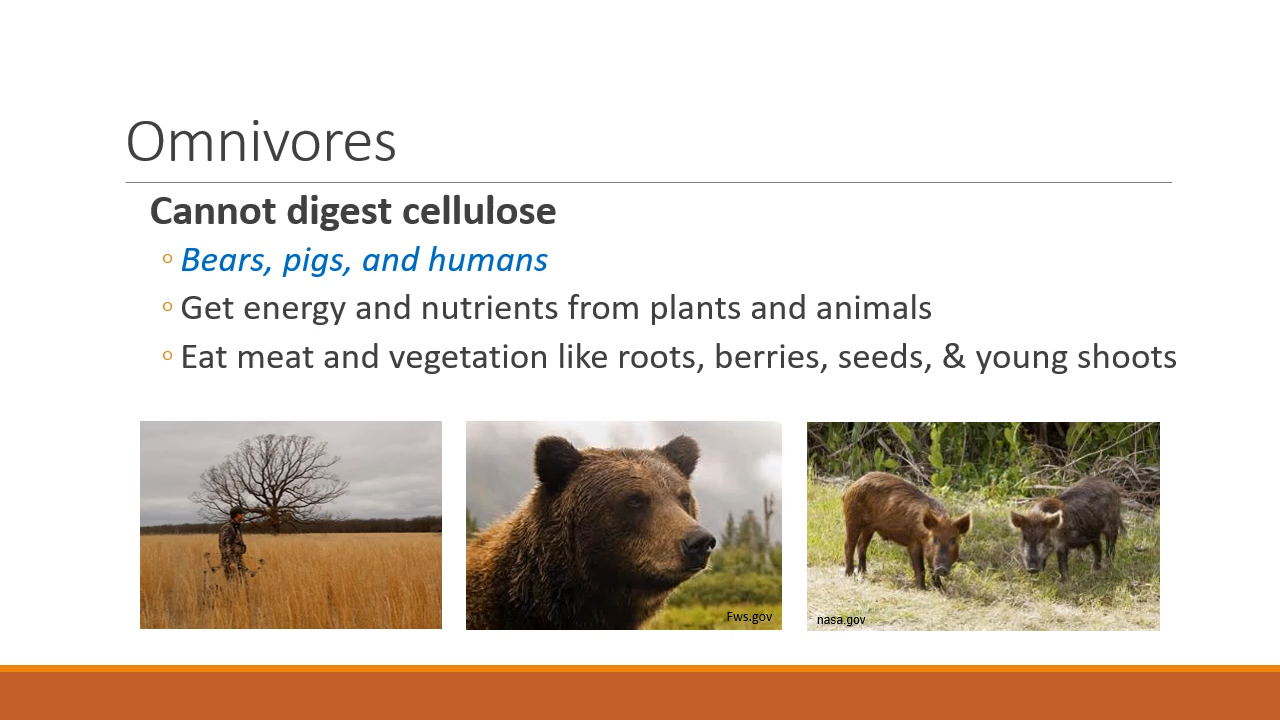 Omnivores
Cannot digest cellulose
Bears, pigs, and humans
Get energy and nutrients from plants and animals
Eat meat and vegetation like roots, berries, seeds, & young shoots
Fws.gov
nasa.gov